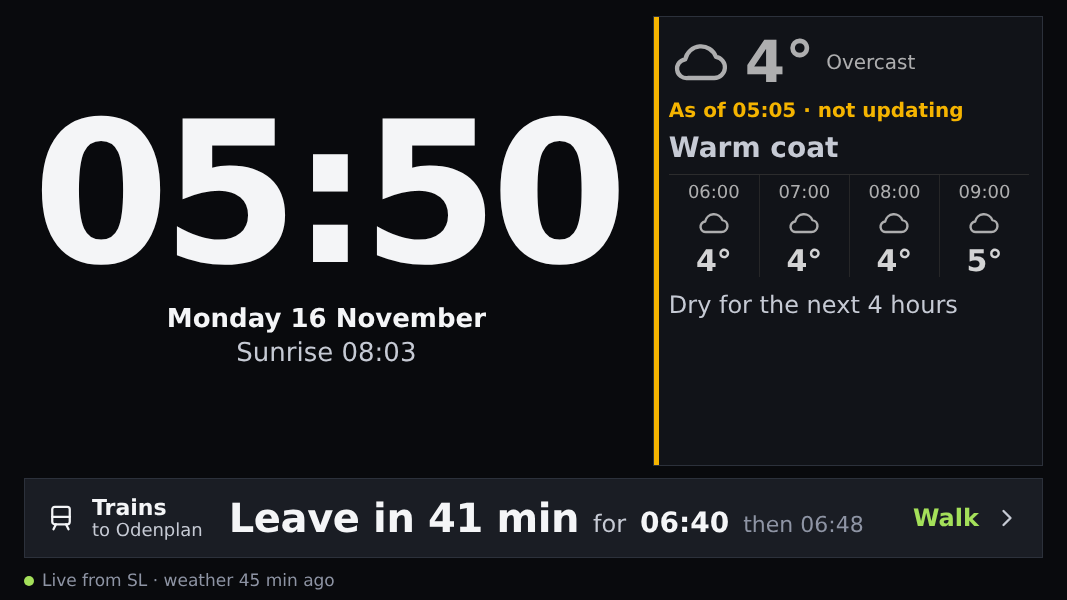 05:50
Monday 16 November
Sunrise 08:03
4° Overcast
As of 05:05 · not updating
Warm coat
06:00 07:00 08:00 09:00
4° 4° 4° 5°
Dry for the next 4 hours
Trains
to Odenplan
Leave in 41 min for 06:40 then 06:48
Walk
Live from SL · weather 45 min ago